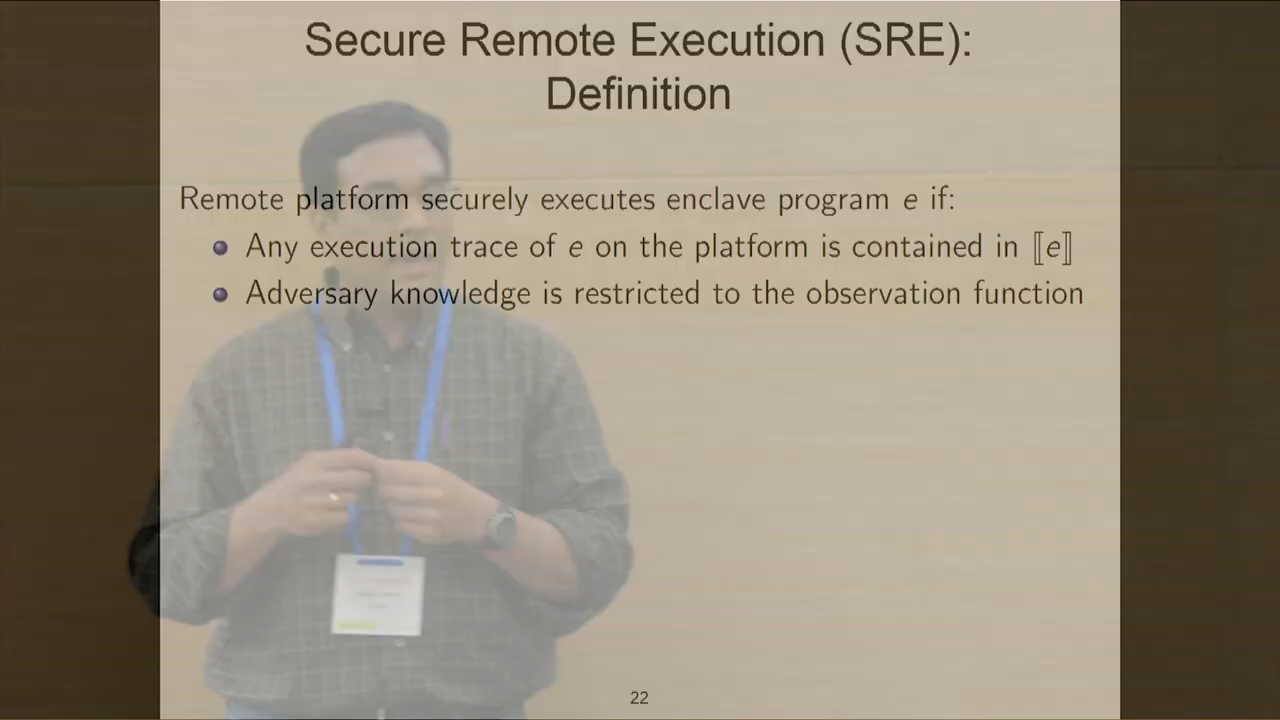 Secure Remote Execution (SRE):
Definition
Remote platform securely executes enclave program e if:
Any execution trace of e on the platform is contained in ⟦e⟧
Adversary knowledge is restricted to the observation function
22